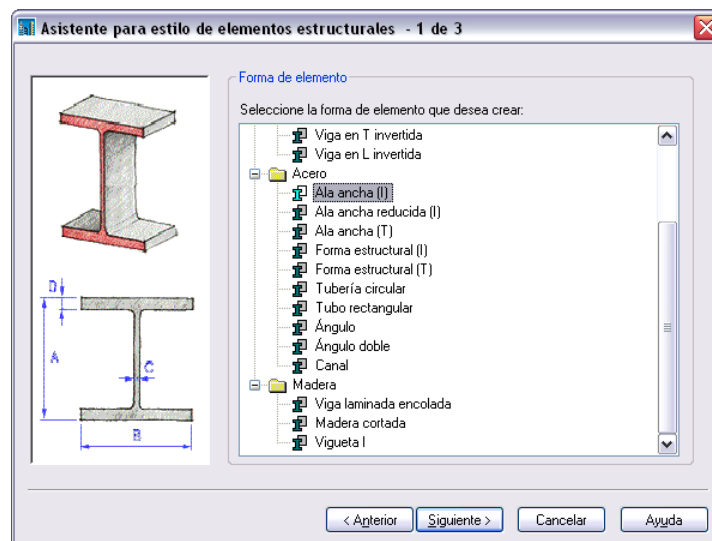 Asistente para estilo de elementos estructurales - 1 de 3
Forma de elemento
Seleccione la forma de elemento que desea crear:
Viga en T invertida
Viga en L invertida
Acero
Ala ancha (I)
Ala ancha reducida (I)
Ala ancha (T)
Forma estructural (I)
Forma estructural (T)
Tubería circular
Tubo rectangular
Ángulo
Ángulo doble
Canal
Madera
Viga laminada encolada
Madera cortada
Vigueta I
D
A
C
B
< Anterior
Siguiente >
Cancelar
Ayuda